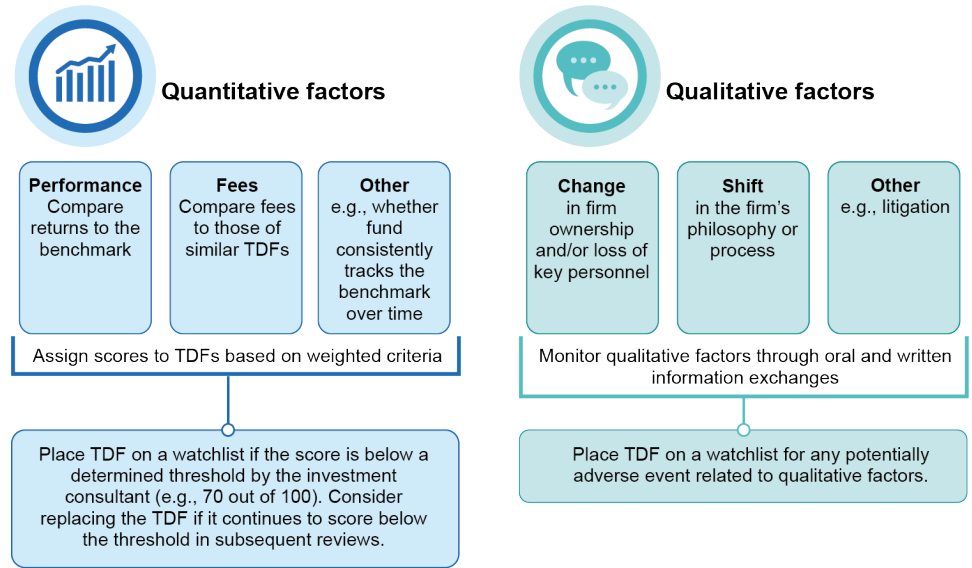 Quantitative factors
Performance
Compare
returns to the
benchmark
Fees
Compare fees
to those of
similar TDFs
Other
e.g., whether
fund
consistently
tracks the
benchmark
over time
Assign scores to TDFs based on weighted criteria
Place TDF on a watchlist if the score is below a
determined threshold by the investment
consultant (e.g., 70 out of 100). Consider
replacing the TDF if it continues to score below
the threshold in subsequent reviews.
Qualitative factors
Change
in firm
ownership
and/or loss of
key personnel
Shift
in the firm's
philosophy or
process
Other
e.g., litigation
Monitor qualitative factors through oral and written
information exchanges
Place TDF on a watchlist for any potentially
adverse event related to qualitative factors.